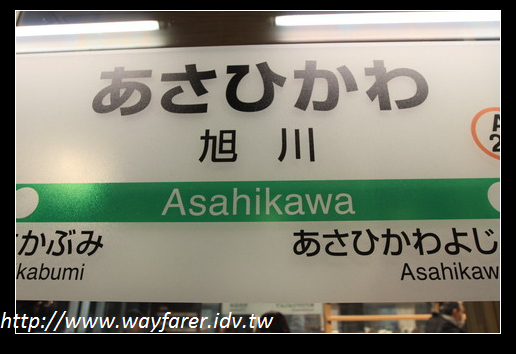 あさひかわ
旭 川
Asahikawa
かぶみ
kabumi
あさひかわよじ
Asahikaw
http://www.wayfarer.idv.tw